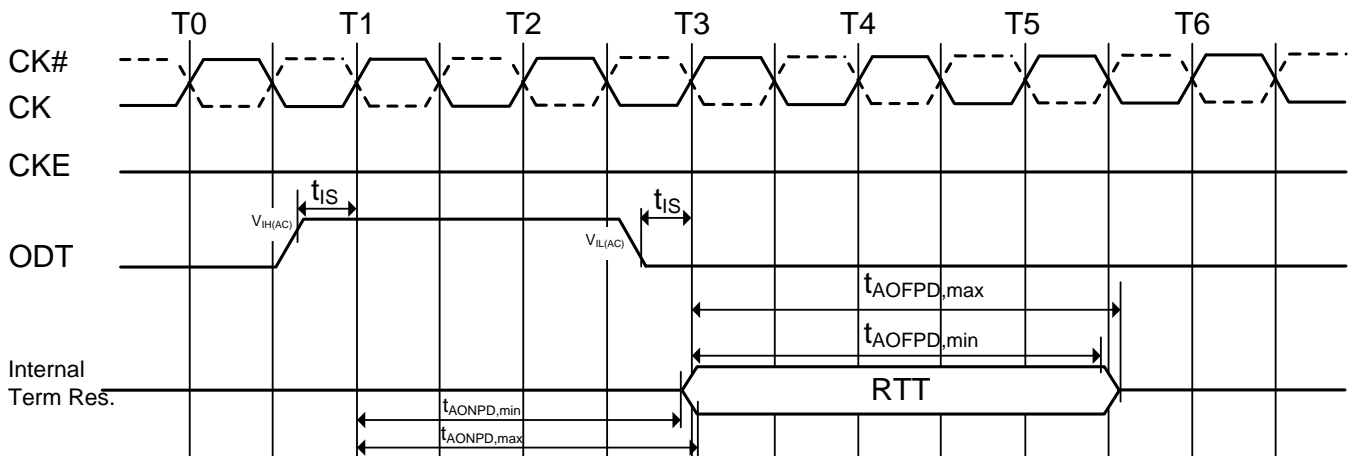 T0 T1 T2 T3 T4 T5 T6
CK#
CK
CKE
tIS
tIS
VIH(AC)
VIL(AC)
ODT
tAOFPD,max
tAOFPD,min
Internal
Term Res.
RTT
tAONPD,min
tAONPD,max